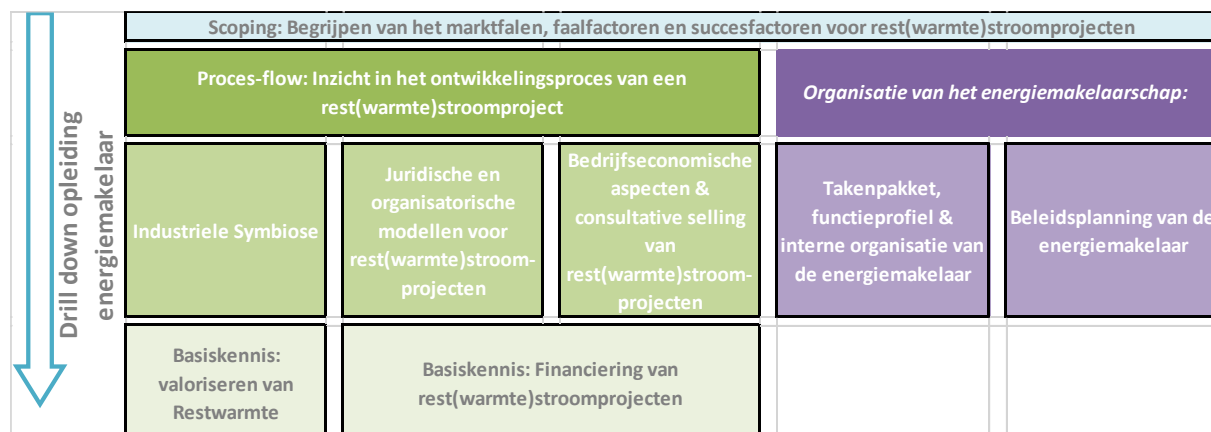 Drill down opleiding
energiemakelaar
Scoping: Begrijpen van het marktfalen, faalfactoren en succesfactoren voor rest(warmte)stroomprojecten
Proces-flow: Inzicht in het ontwikkelingsproces van een
rest(warmte)stroomproject
Organisatie van het energiemakelaarschap:
Industriele Symbiose
Juridische en
organisatorische
modellen voor
rest(warmte)stroom-
projecten
Bedrijfseconomische
aspecten &
consultative selling
van
rest(warmte)stroom-
projecten
Takenpakket,
functieprofiel &
interne organisatie van
de energiemakelaar
Beleidsplanning van de
energiemakelaar
Basiskennis:
valoriseren van
Restwarmte
Basiskennis: Financiering van
rest(warmte)stroomprojecten